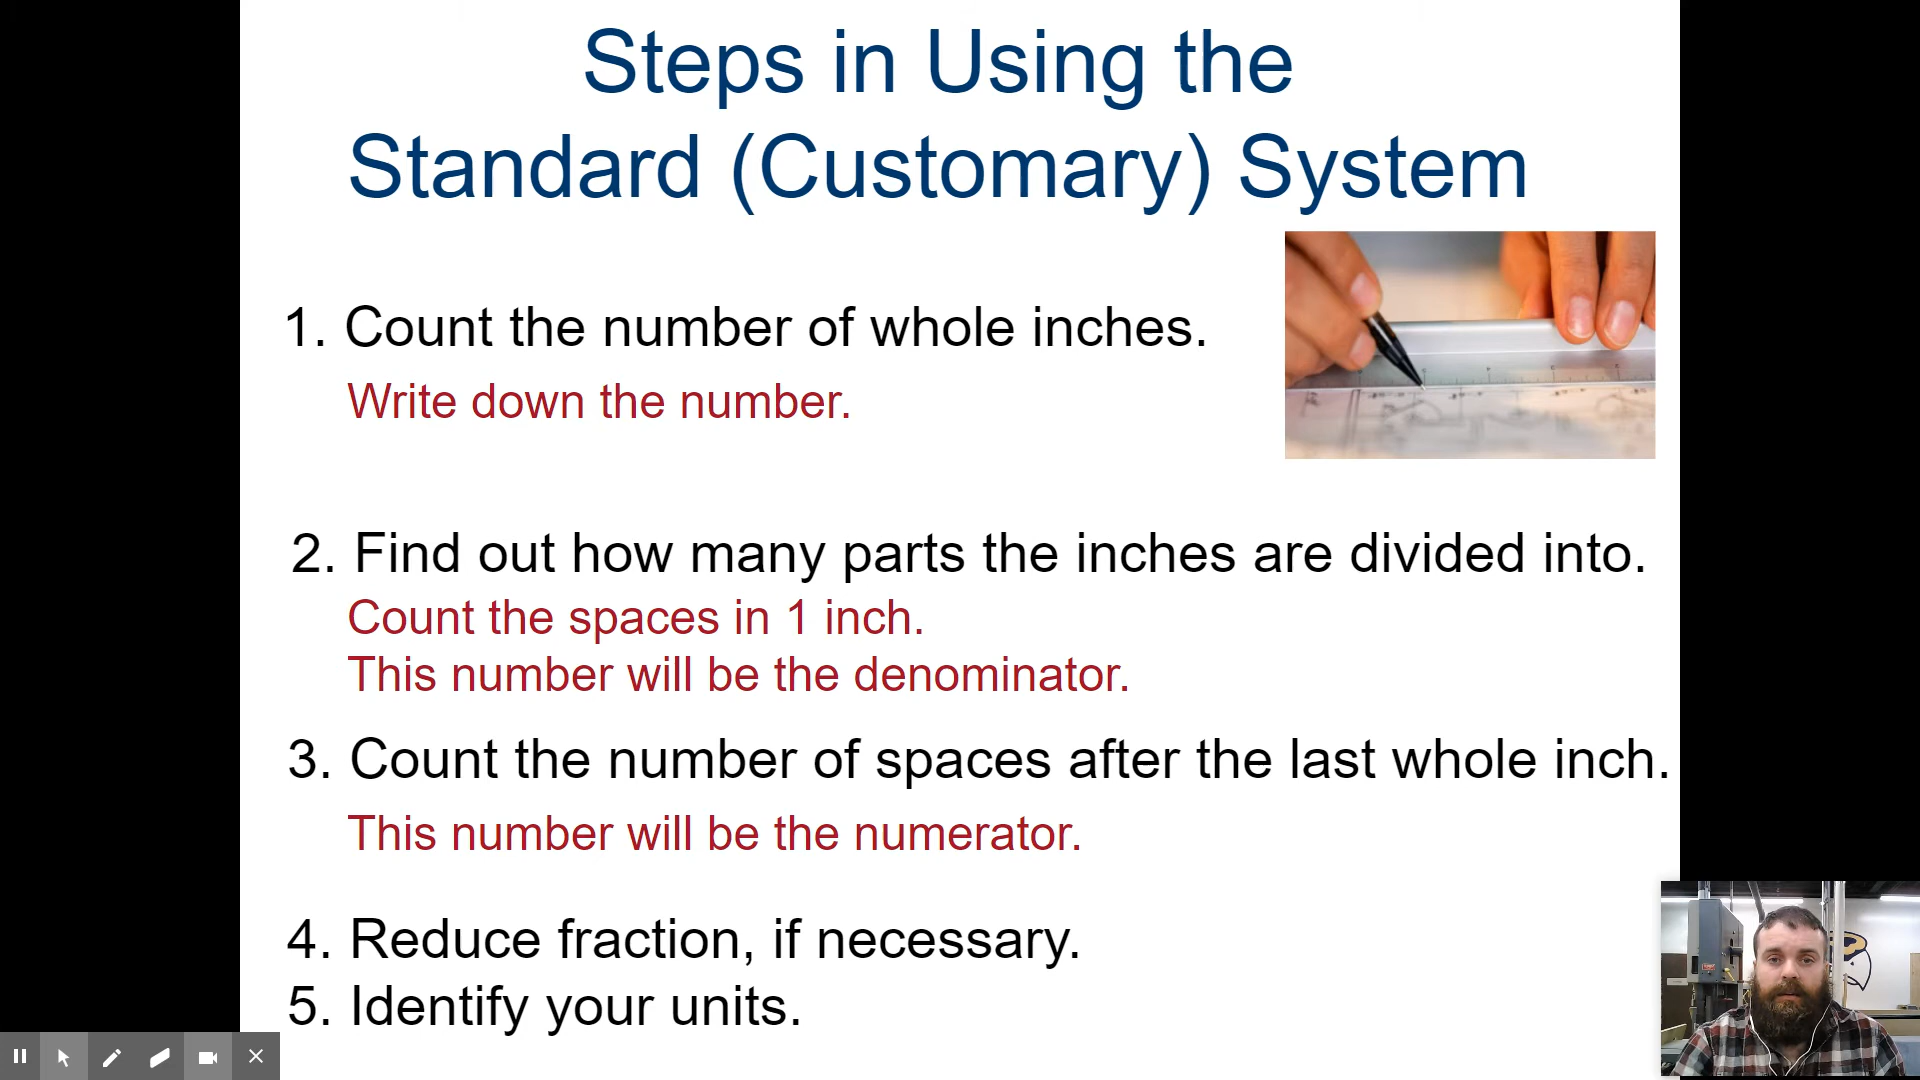 Steps in Using the
Standard (Customary) System
1. Count the number of whole inches.
Write down the number.
2. Find out how many parts the inches are divided into.
Count the spaces in 1 inch.
This number will be the denominator.
3. Count the number of spaces after the last whole inch.
This number will be the numerator.
4. Reduce fraction, if necessary.
5. Identify your units.